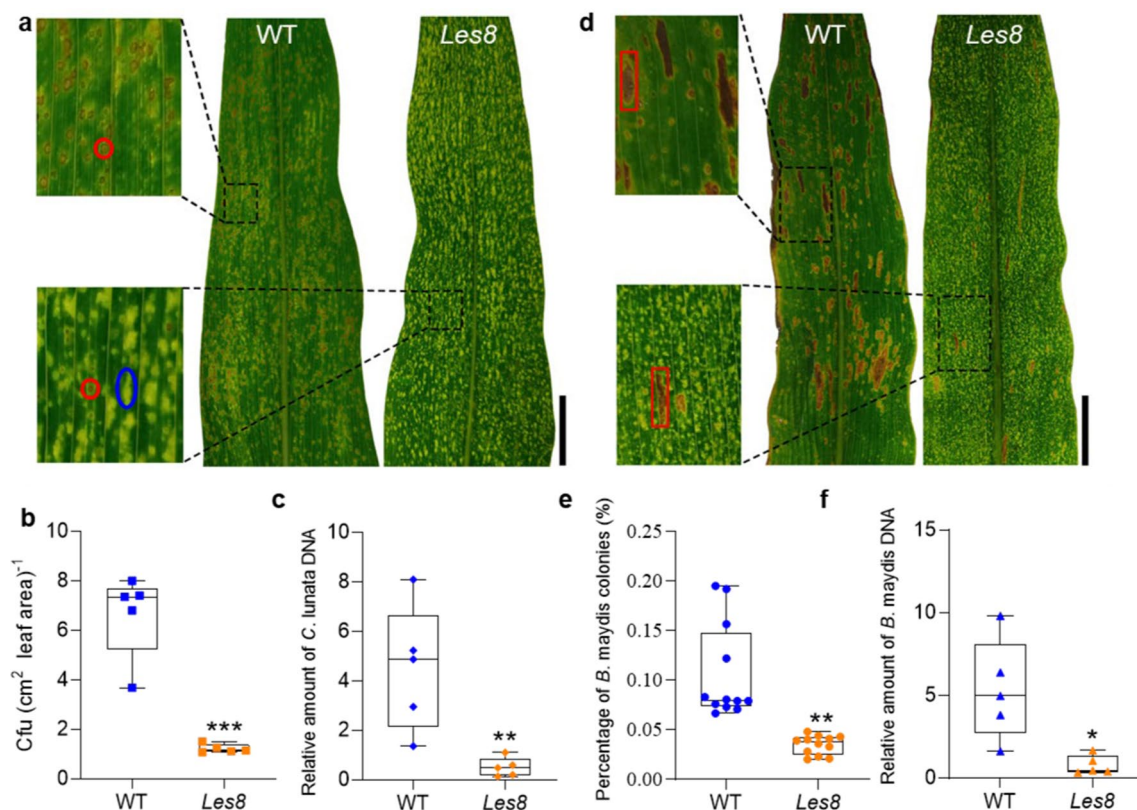 a
WT
Les8
d
WT
Les8
b
Cfu (cm² leaf area)⁻¹
10
8
6
4
2
0
***
WT
Les8
c
Relative amount of C. lunata DNA
10
8
6
4
2
0
**
WT
Les8
e
Percentage of B. maydis colonies (%)
0.25
0.20
0.15
0.10
0.05
0.00
**
WT
Les8
f
Relative amount of B. maydis DNA
15
10
5
0
*
WT
Les8